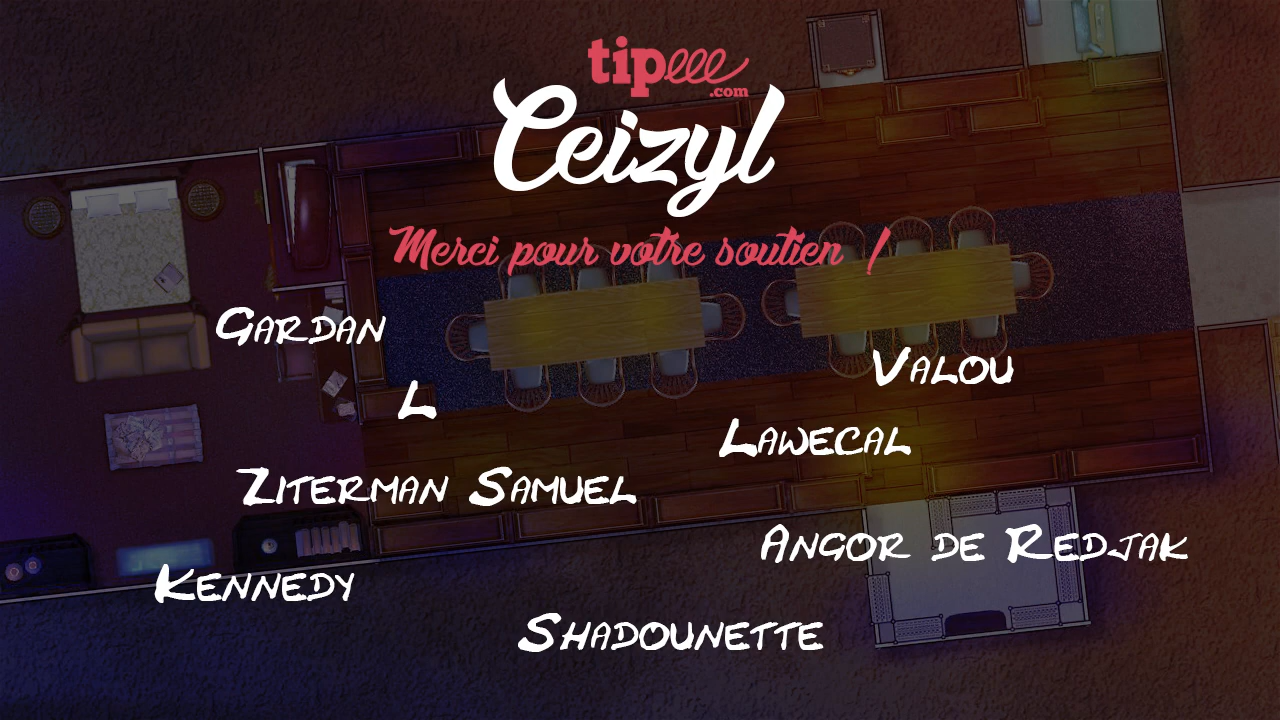 tipeee
.com
Ceizyl
Merci pour votre soutien !
Gardan
Valou
L
Lawecal
Ziterman Samuel
Angor de Redjak
Kennedy
Shadounette